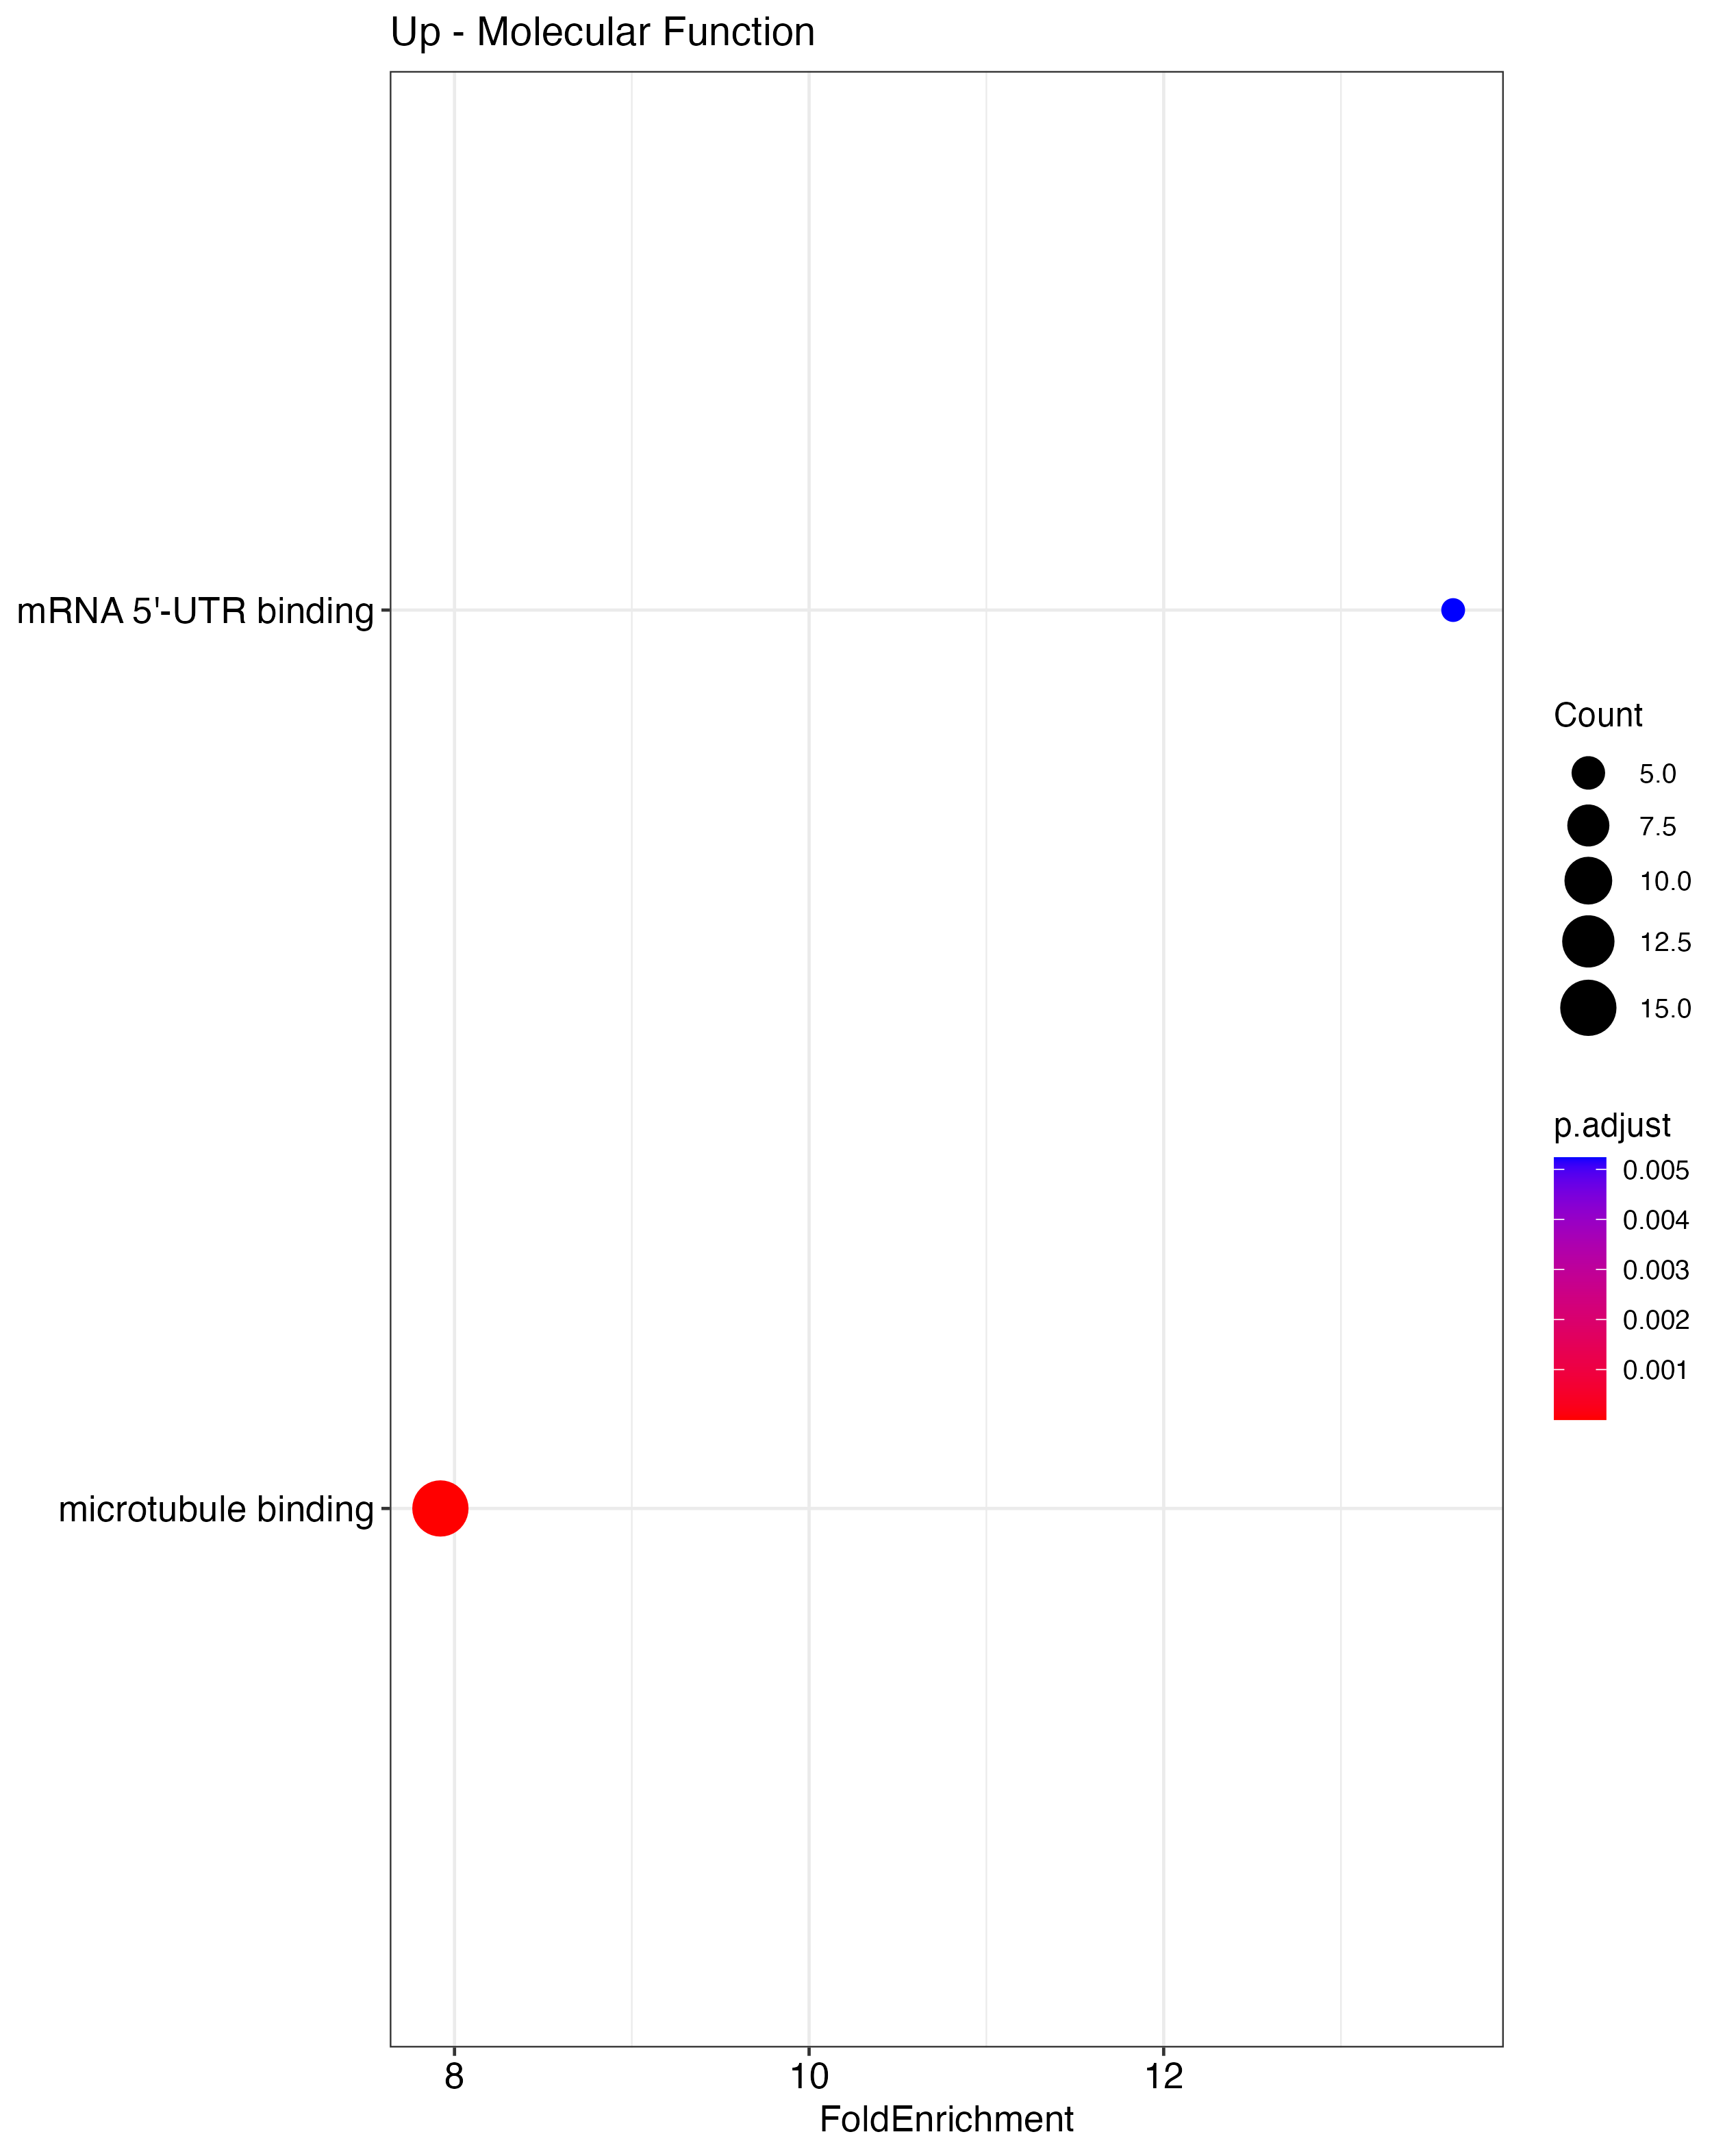 Up - Molecular Function
mRNA 5'-UTR binding
microtubule binding
8
10
12
FoldEnrichment
Count
5.0
7.5
10.0
12.5
15.0
p.adjust
0.005
0.004
0.003
0.002
0.001